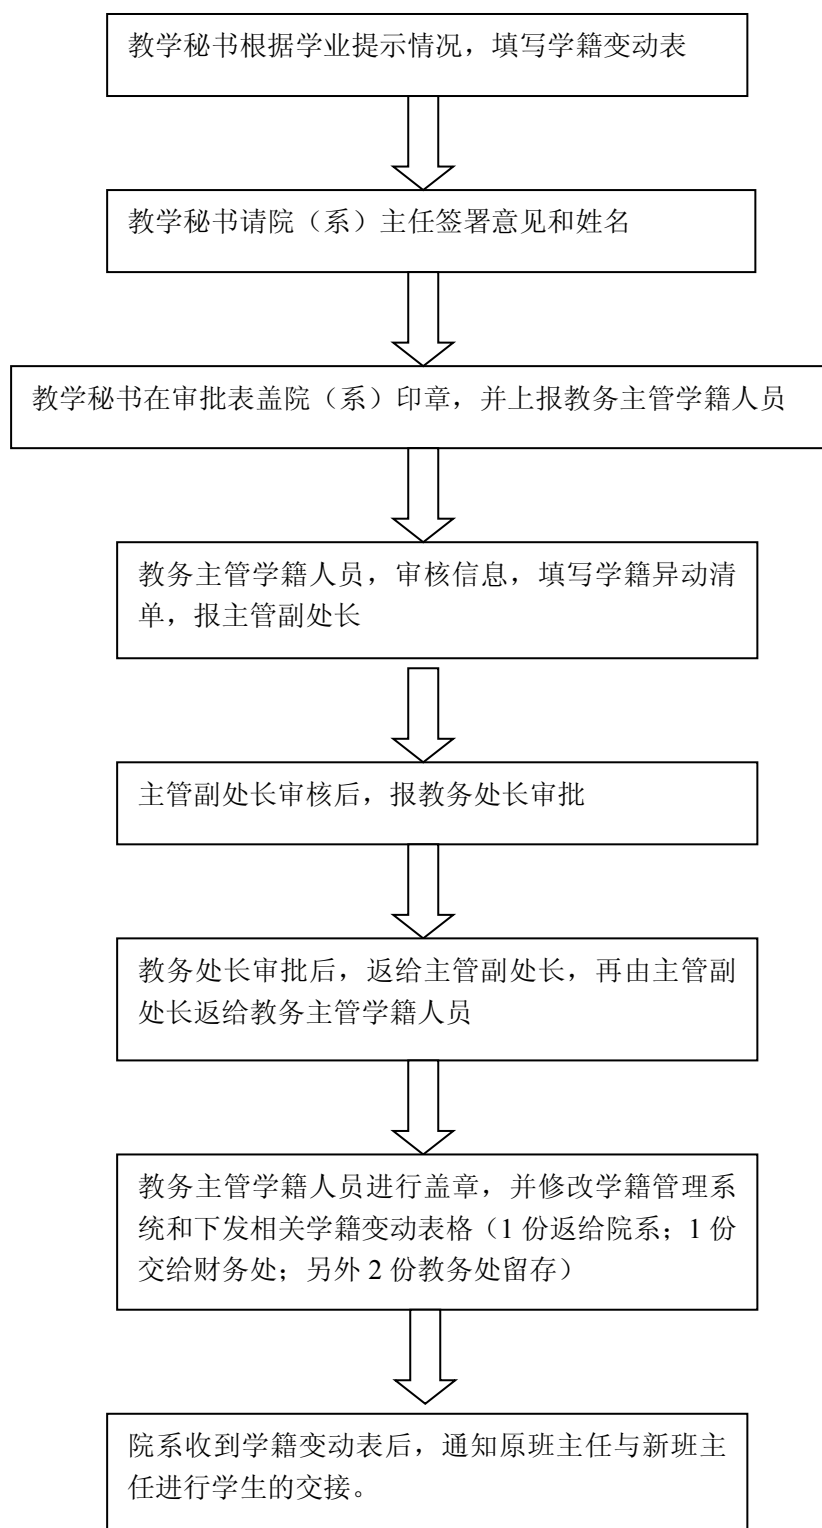 教学秘书根据学业提示情况，填写学籍变动表
教学秘书请院（系）主任签署意见和姓名
教学秘书在审批表盖院（系）印章，并上报教务主管学籍人员
教务主管学籍人员，审核信息，填写学籍异动清
单，报主管副处长
主管副处长审核后，报教务处长审批
教务处长审批后，返给主管副处长，再由主管副
处长返给教务主管学籍人员
教务主管学籍人员进行盖章，并修改学籍管理系
统和下发相关学籍变动表格（1 份返给院系；1 份
交给财务处；另外 2 份教务处留存）
院系收到学籍变动表后，通知原班主任与新班主
任进行学生的交接。